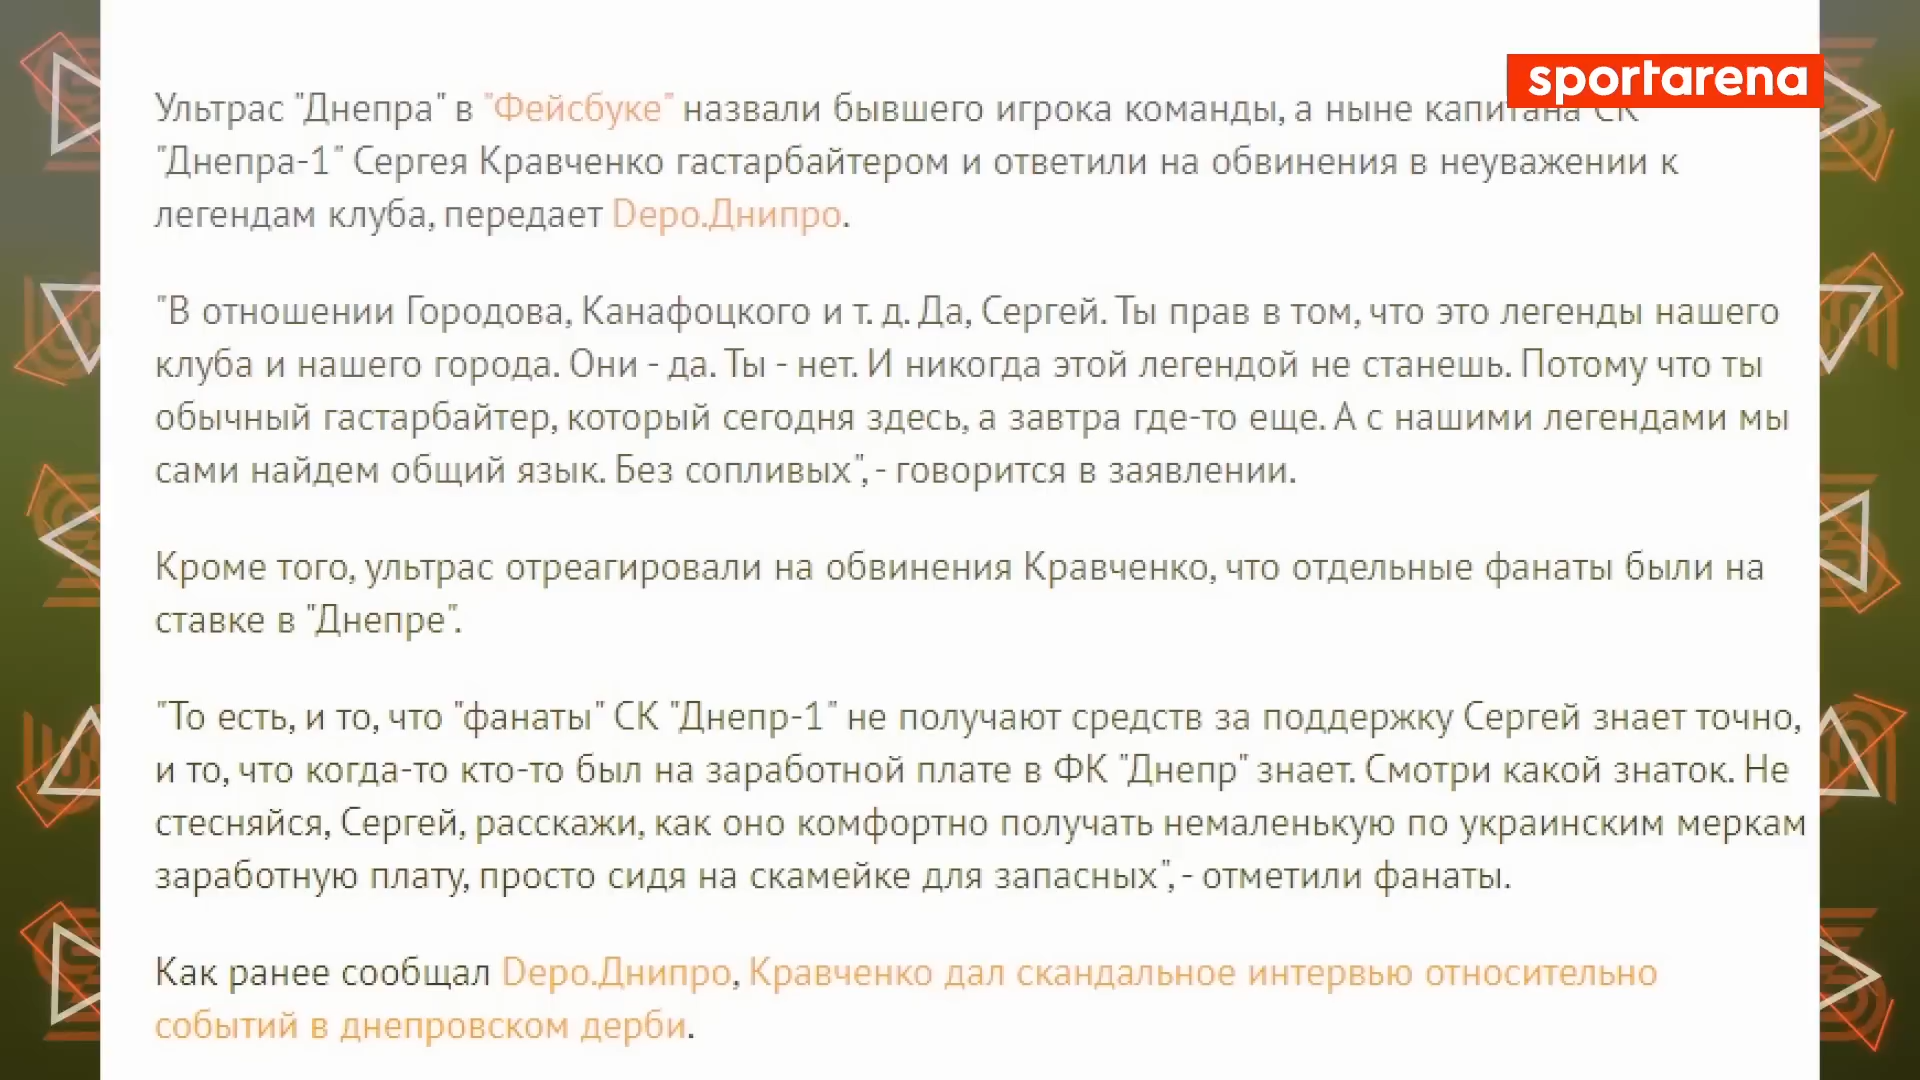 sportarena
Ультрас "Днепра" в "Фейсбуке" назвали бывшего игрока команды, а ныне капитана СК
"Днепра-1" Сергея Кравченко гастарбайтером и ответили на обвинения в неуважении к
легендам клуба, передает Depo.Днипро.
"В отношении Городова, Канафоцкого и т. д. Да, Сергей. Ты прав в том, что это легенды нашего
клуба и нашего города. Они - да. Ты - нет. И никогда этой легендой не станешь. Потому что ты
обычный гастарбайтер, который сегодня здесь, а завтра где-то еще. А с нашими легендами мы
сами найдем общий язык. Без сопливых", - говорится в заявлении.
Кроме того, ультрас отреагировали на обвинения Кравченко, что отдельные фанаты были на
ставке в "Днепре".
"То есть, и то, что "фанаты" СК "Днепр-1" не получают средств за поддержку Сергей знает точно,
и то, что когда-то кто-то был на заработной плате в ФК "Днепр" знает. Смотри какой знаток. Не
стесняйся, Сергей, расскажи, как оно комфортно получать немаленькую по украинским меркам
заработную плату, просто сидя на скамейке для запасных", - отметили фанаты.
Как ранее сообщал Depo.Днипро, Кравченко дал скандальное интервью относительно
событий в днепровском дерби.